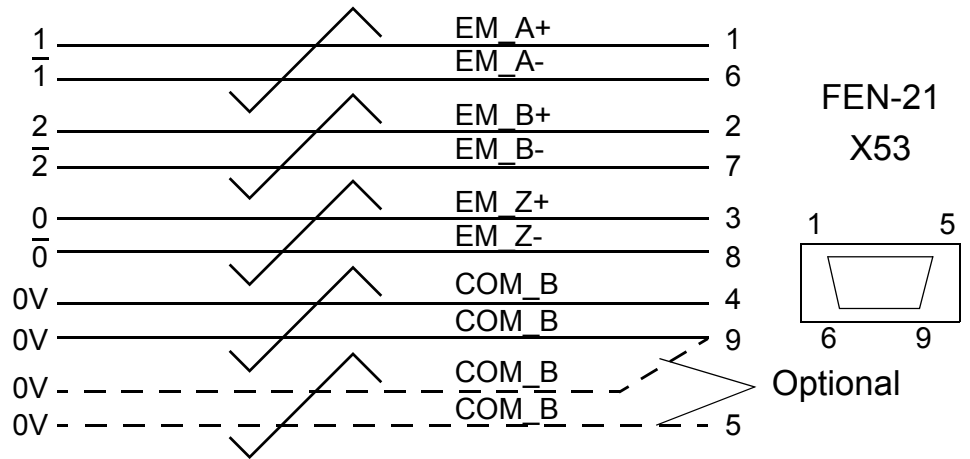 1 EM_A+ 1
1̅ EM_A- 6
2 EM_B+ 2
2̅ EM_B- 7
0 EM_Z+ 3
0̅ EM_Z- 8
0V COM_B 4
0V COM_B 9
0V COM_B
0V COM_B 5
Optional
FEN-21
X53
1 5
6 9